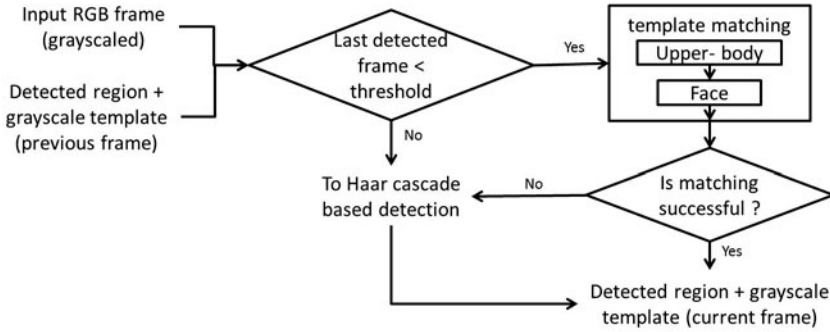 Input RGB frame
(grayscaled)
Detected region +
grayscale template
(previous frame)
Last detected
frame <
threshold
Yes
No
template matching
Upper- body
Face
To Haar cascade
based detection
No
Is matching
successful ?
Yes
Detected region + grayscale
template (current frame)